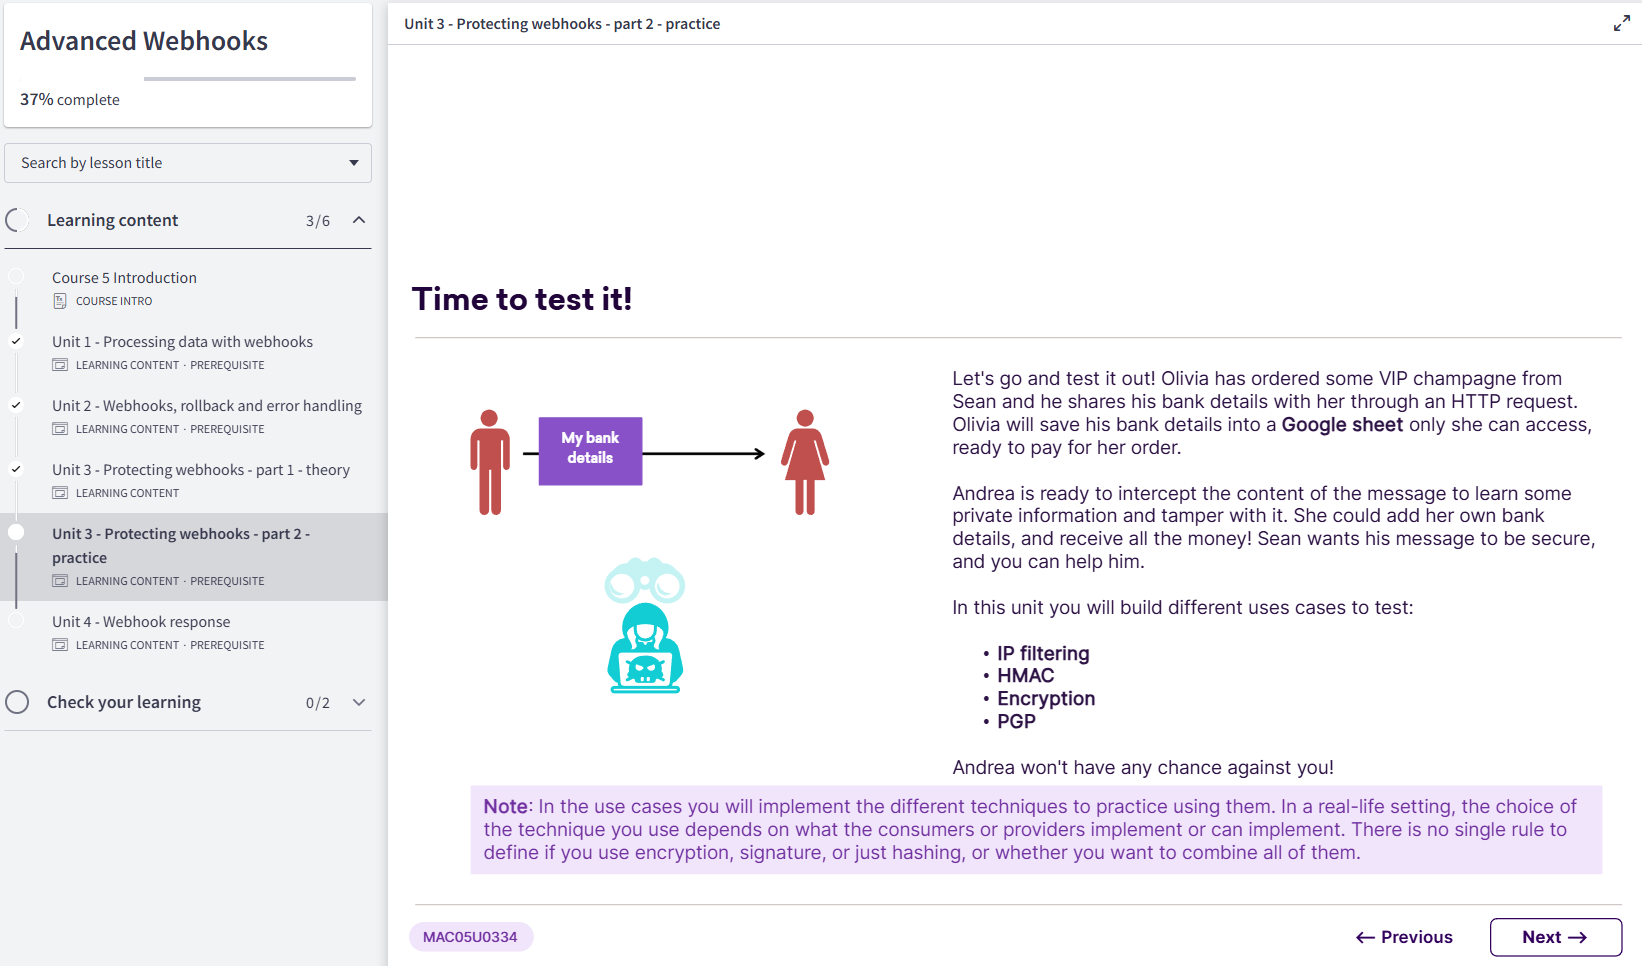 Advanced Webhooks
37% complete
Search by lesson title
Learning content 3/6
Course 5 Introduction
COURSE INTRO
Unit 1 - Processing data with webhooks
LEARNING CONTENT · PREREQUISITE
Unit 2 - Webhooks, rollback and error handling
LEARNING CONTENT · PREREQUISITE
Unit 3 - Protecting webhooks - part 1 - theory
LEARNING CONTENT
Unit 3 - Protecting webhooks - part 2 -
practice
LEARNING CONTENT · PREREQUISITE
Unit 4 - Webhook response
LEARNING CONTENT · PREREQUISITE
Check your learning 0/2
Unit 3 - Protecting webhooks - part 2 - practice
Time to test it!
My bank
details
Let's go and test it out! Olivia has ordered some VIP champagne from
Sean and he shares his bank details with her through an HTTP request.
Olivia will save his bank details into a Google sheet only she can access,
ready to pay for her order.
Andrea is ready to intercept the content of the message to learn some
private information and tamper with it. She could add her own bank
details, and receive all the money! Sean wants his message to be secure,
and you can help him.
In this unit you will build different uses cases to test:
• IP filtering
• HMAC
• Encryption
• PGP
Andrea won't have any chance against you!
Note: In the use cases you will implement the different techniques to practice using them. In a real-life setting, the choice of
the technique you use depends on what the consumers or providers implement or can implement. There is no single rule to
define if you use encryption, signature, or just hashing, or whether you want to combine all of them.
MAC05U0334
← Previous
Next →